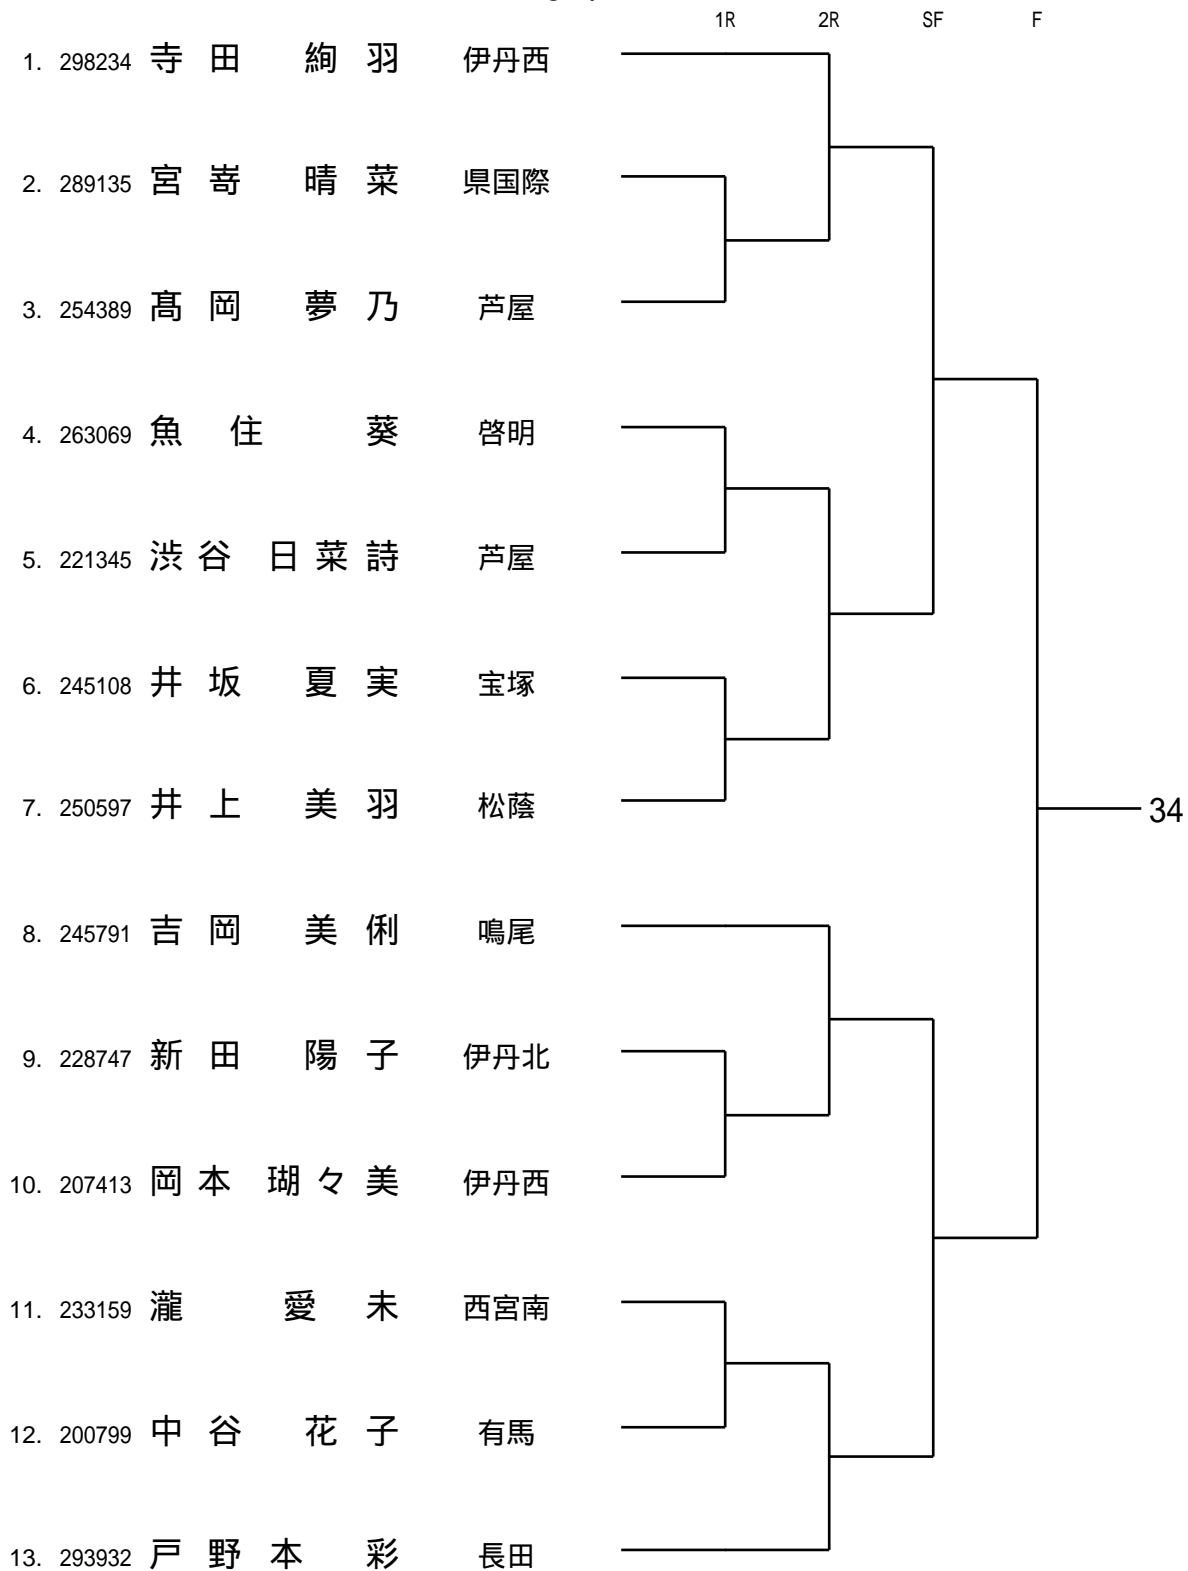 1R 2R SF F
1. 298234 寺田 絢羽 伊丹西
2. 289135 宮嵜 晴菜 県国際
3. 254389 髙岡 夢乃 芦屋
4. 263069 魚住 葵 啓明
5. 221345 渋谷 日菜詩 芦屋
6. 245108 井坂 夏実 宝塚
7. 250597 井上 美羽 松蔭
34
8. 245791 吉岡 美俐 鳴尾
9. 228747 新田 陽子 伊丹北
10. 207413 岡本 瑚々美 伊丹西
11. 233159 瀧 愛未 西宮南
12. 200799 中谷 花子 有馬
13. 293932 戸野本 彩 長田